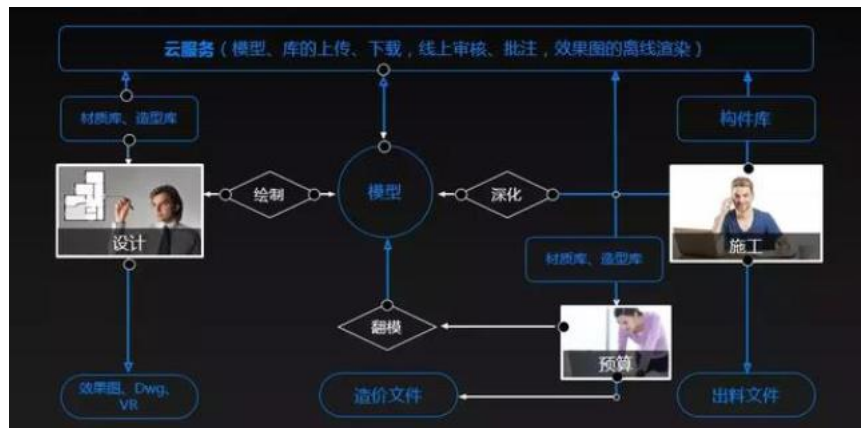 云服务（模型、库的上传、下载，线上审核、批注，效果图的离线渲染）
材质库、造型库
构件库
绘制
模型
深化
设计
施工
材质库、造型库
翻模
预算
效果图、Dwg、
VR
造价文件
出料文件